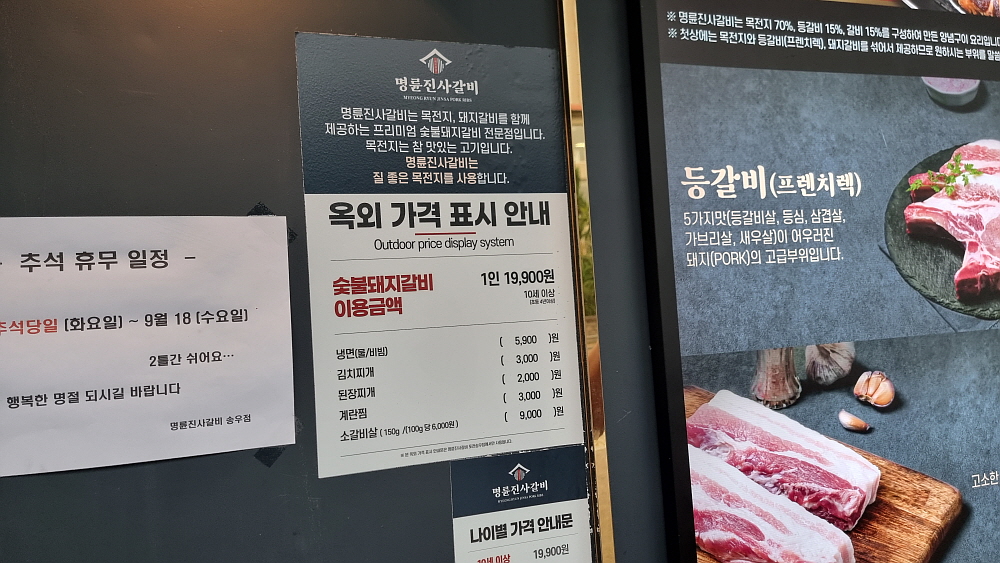 - 추석 휴무 일정 -
추석당일 (화요일) ~ 9월 18 (수요일)
2틀간 쉬어요...
행복한 명절 되시길 바랍니다
명륜진사갈비 송우점
명륜진사갈비
MYEONG RYUN JINSA PORK RIBS
명륜진사갈비는 목전지, 돼지갈비를 함께
제공하는 프리미엄 숯불돼지갈비 전문점입니다.
목전지는 참 맛있는 고기입니다.
명륜진사갈비는
질 좋은 목전지를 사용합니다.
옥외 가격 표시 안내
Outdoor price display system
숯불돼지갈비 이용금액
1인 19,900원
10세 이상
(초등 4년이상)
냉면(물/비빔) ( 5,900 )원
김치찌개 ( 3,000 )원
된장찌개 ( 2,000 )원
계란찜 ( 3,000 )원
소갈비살 ( 150g /(100g 당 6,000원 ) ( 9,000 )원
명륜진사갈비
MYEONG RYUN JINSA PORK RIBS
나이별 가격 안내문
10세 이상 19,900원
※ 명륜진사갈비는 목전지 70%, 등갈비 15%, 갈비 15%를 구성하여 만든 양념구이 요리입니다
※ 첫상에는 목전지와 등갈비(프렌치렉), 돼지갈비를 섞어서 제공하므로 원하시는 부위를 말씀
등갈비(프렌치렉)
5가지맛(등갈비살, 등심, 삼겹살,
가브리살, 새우살)이 어우러진
돼지(PORK)의 고급부위입니다.
고소한